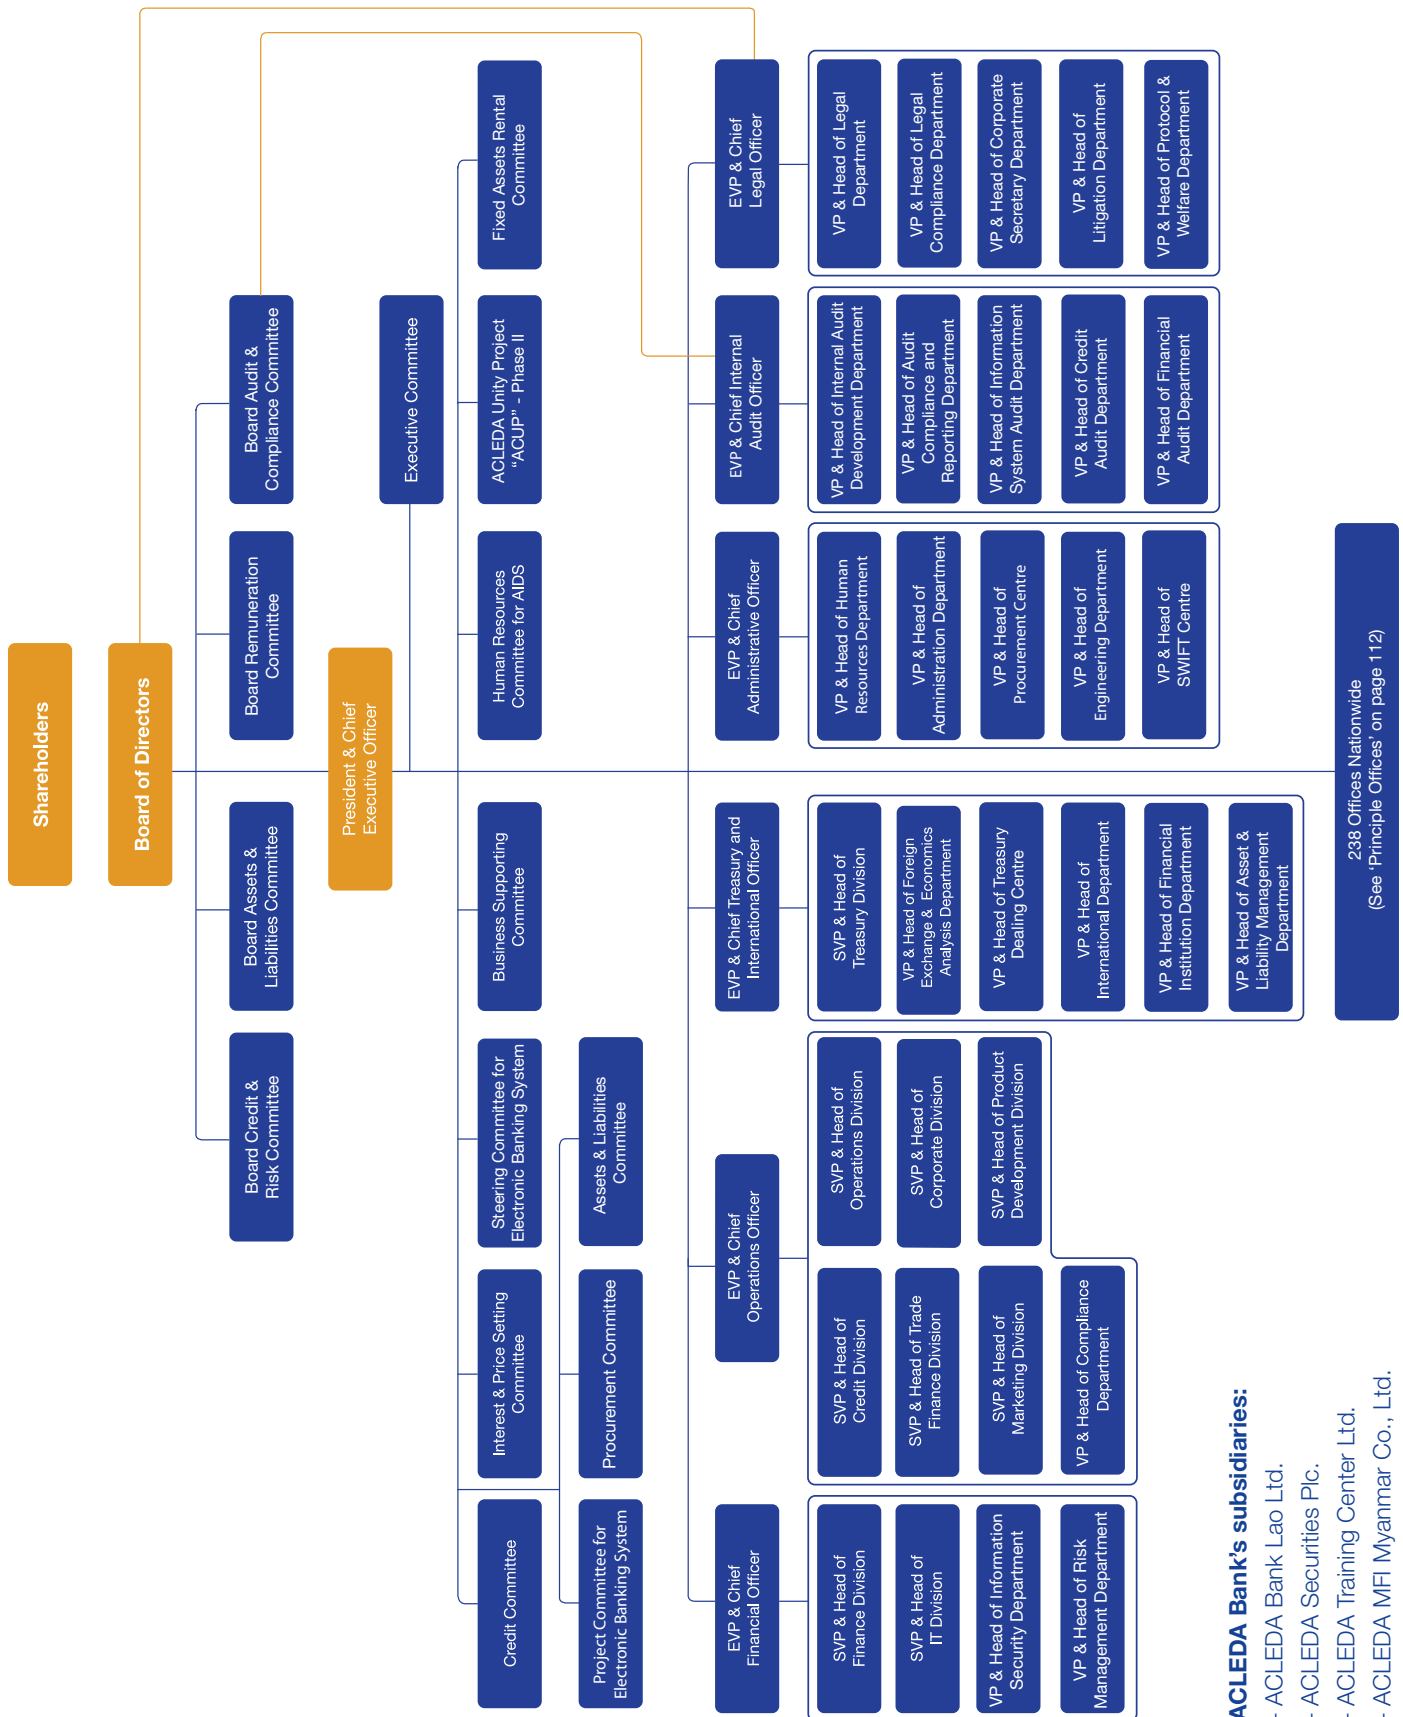 Shareholders
Board of Directors
Board Credit &
Risk Committee
Board Assets &
Liabilities Committee
Board Remuneration
Committee
Board Audit &
Compliance Committee
President & Chief
Executive Officer
Executive Committee
Credit Committee
Interest & Price Setting
Committee
Steering Committee for
Electronic Banking System
Business Supporting
Committee
Human Resources
Committee for AIDS
ACLEDA Unity Project
“ACUP” - Phase II
Fixed Assets Rental
Committee
Project Committee for
Electronic Banking System
Procurement Committee
Assets & Liabilities
Committee
EVP & Chief
Financial Officer
EVP & Chief
Operations Officer
EVP & Chief Treasury and
International Officer
EVP & Chief
Administrative Officer
EVP & Chief Internal
Audit Officer
EVP & Chief
Legal Officer
SVP & Head of
Finance Division
SVP & Head of
IT Division
VP & Head of Information
Security Department
VP & Head of Risk
Management Department
SVP & Head of
Credit Division
SVP & Head of Trade
Finance Division
SVP & Head of
Marketing Division
VP & Head of Compliance
Department
SVP & Head of
Operations Division
SVP & Head of
Corporate Division
SVP & Head of Product
Development Division
SVP & Head of
Treasury Division
VP & Head of Foreign
Exchange & Economics
Analysis Department
VP & Head of Treasury
Dealing Centre
VP & Head of
International Department
VP & Head of Financial
Institution Department
VP & Head of Asset &
Liability Management
Department
VP & Head of Human
Resources Department
VP & Head of
Administration Department
VP & Head of
Procurement Centre
VP & Head of
Engineering Department
VP & Head of
SWIFT Centre
VP & Head of Internal Audit
Development Department
VP & Head of Audit
Compliance and
Reporting Department
VP & Head of Information
System Audit Department
VP & Head of Credit
Audit Department
VP & Head of Financial
Audit Department
VP & Head of Legal
Department
VP & Head of Legal
Compliance Department
VP & Head of Corporate
Secretary Department
VP & Head of
Litigation Department
VP & Head of Protocol &
Welfare Department
238 Offices Nationwide
(See ‘Principle Offices’ on page 112)
ACLEDA Bank’s subsidiaries:
- ACLEDA Bank Lao Ltd.
- ACLEDA Securities Plc.
- ACLEDA Training Center Ltd.
- ACLEDA MFI Myanmar Co., Ltd.